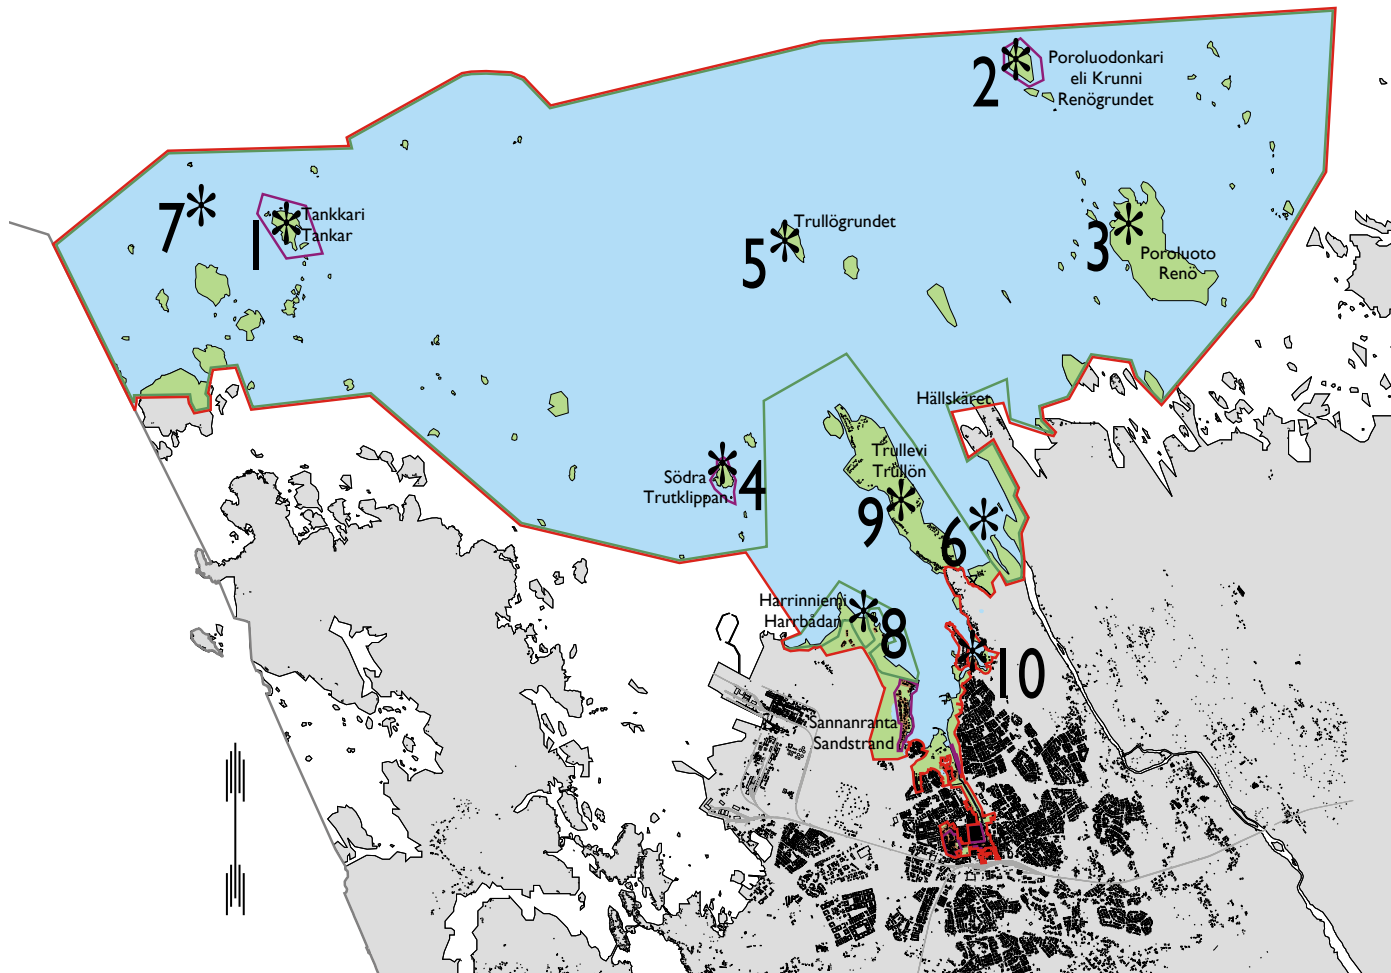 2
Poroluodonkari
eli Krunni
Renögrundet
7
1
Tankkari
Tankar
5
Trullögrundet
3
Poroluoto
Renö
Hällskäret
Södra
Trutklippan
4
Trullevi
Trullön
9
6
Harrinniemi
Harrbådan
8
10
Sannanranta
Sandstrand